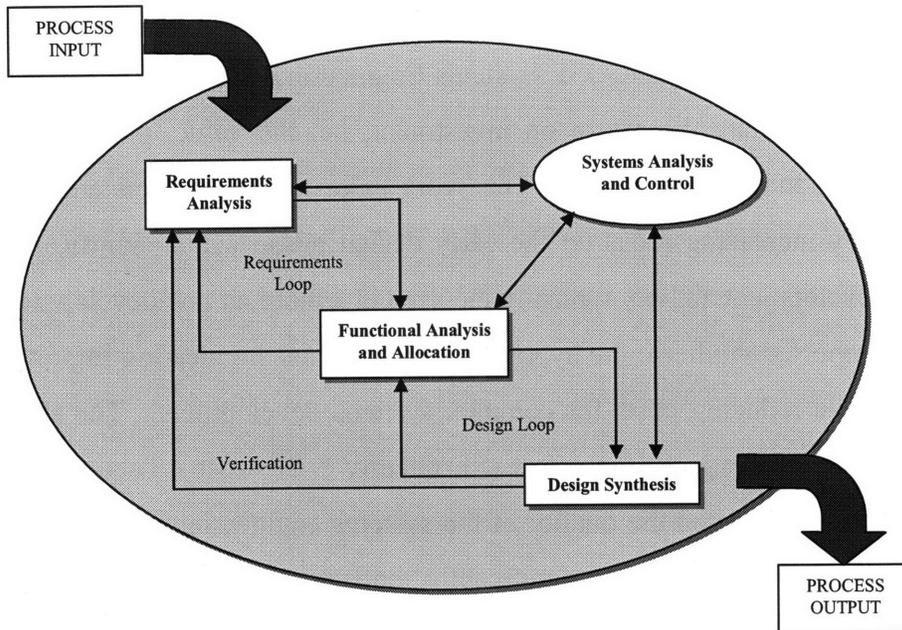 PROCESS
INPUT
Systems Analysis
and Control
Requirements
Analysis
Requirements
Loop
Functional Analysis
and Allocation
Design Loop
Verification
Design Synthesis
PROCESS
OUTPUT